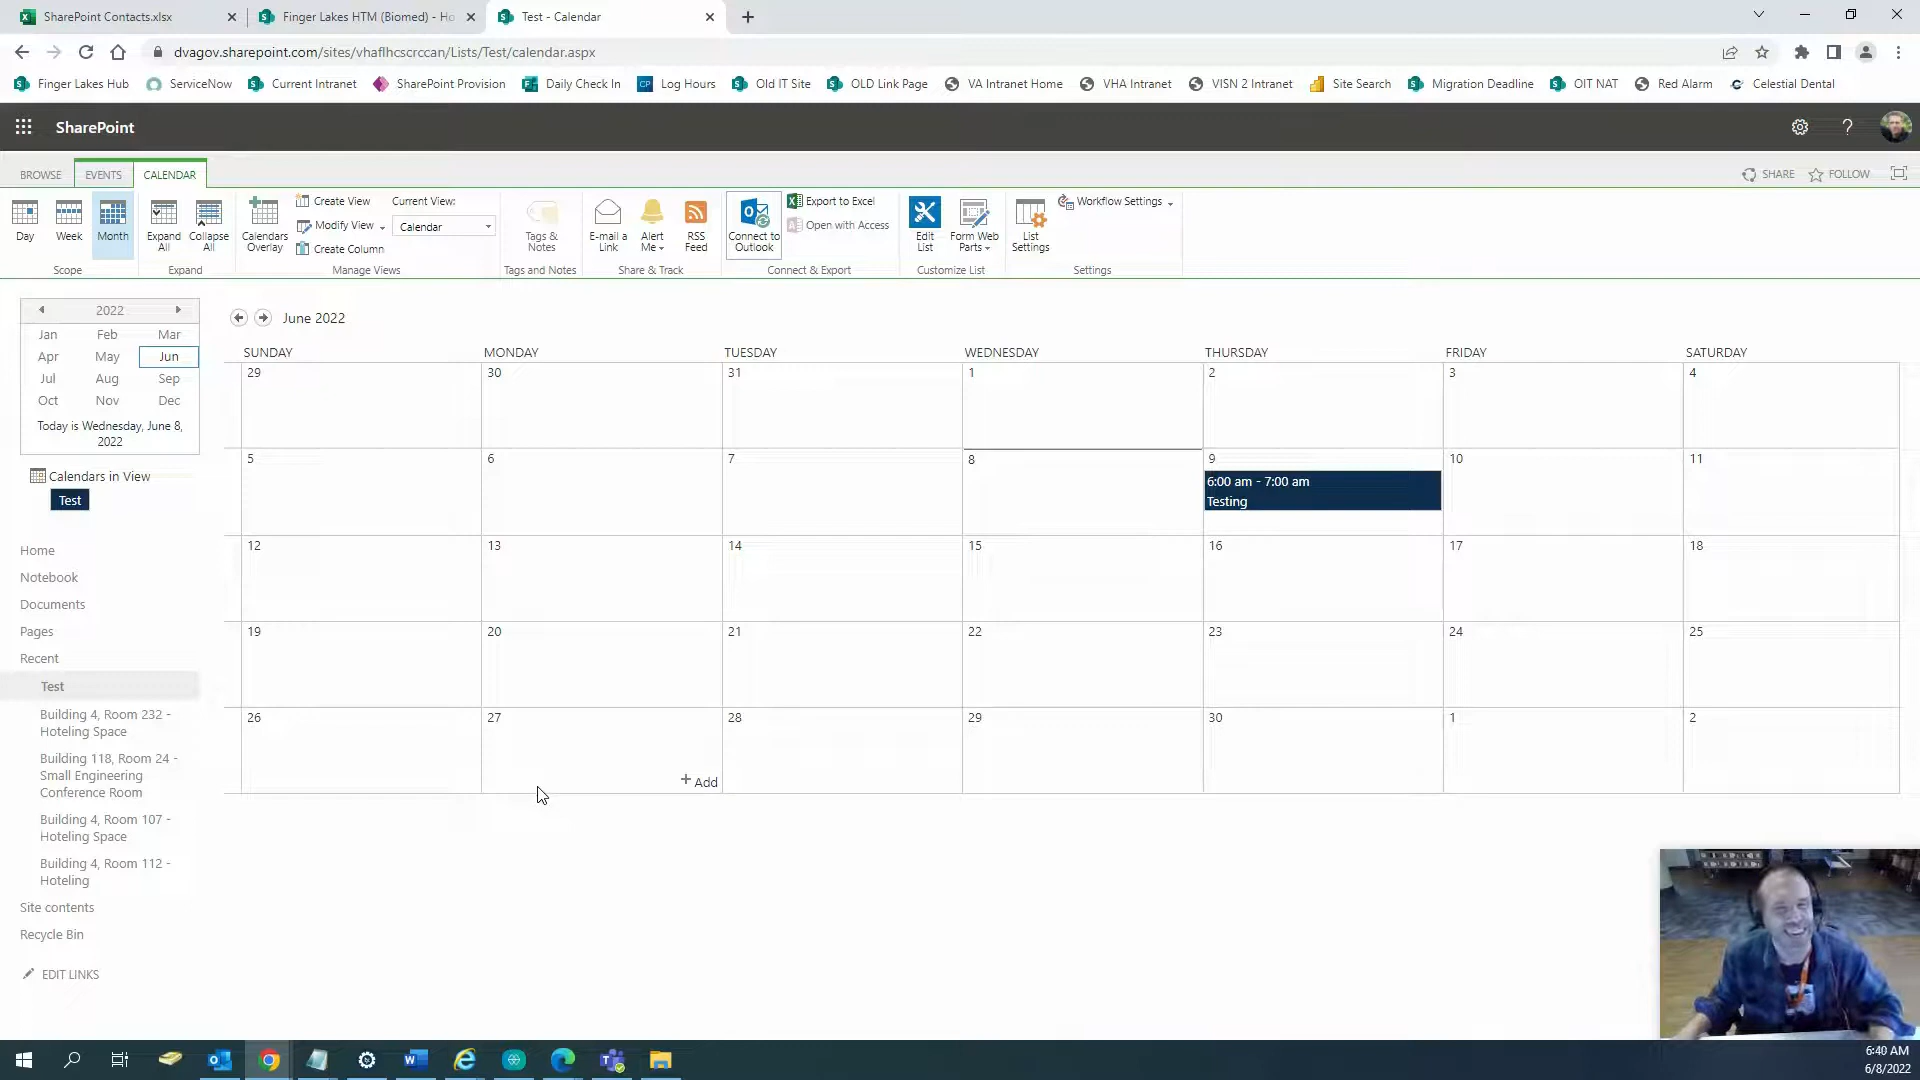 SharePoint Contacts.xlsx
Finger Lakes HTM (Biomed) - Ho
Test - Calendar
dvagov.sharepoint.com/sites/vhaflhcscrccan/Lists/Test/calendar.aspx
Finger Lakes Hub
ServiceNow
Current Intranet
SharePoint Provision
Daily Check In
CP
Log Hours
Old IT Site
OLD Link Page
VA Intranet Home
VHA Intranet
VISN 2 Intranet
Site Search
Migration Deadline
OIT NAT
Red Alarm
Celestial Dental
SharePoint
?
BROWSE
EVENTS
CALENDAR
SHARE
FOLLOW
Day
Week
Month
Scope
Expand
All
Collapse
All
Expand
Calendars
Overlay
Create View
Modify View
Create Column
Current View:
Calendar
Manage Views
Tags &
Notes
Tags and Notes
E-mail a
Link
Alert
Me
RSS
Feed
Share & Track
Connect to
Outlook
Export to Excel
Open with Access
Connect & Export
Edit
List
Form Web
Parts
Customize List
List
Settings
Workflow Settings
Settings
2022
Jan Feb Mar
Apr May Jun
Jul Aug Sep
Oct Nov Dec
Today is Wednesday, June 8,
2022
Calendars in View
Test
Home
Notebook
Documents
Pages
Recent
Test
Building 4, Room 232 -
Hoteling Space
Building 118, Room 24 -
Small Engineering
Conference Room
Building 4, Room 107 -
Hoteling Space
Building 4, Room 112 -
Hoteling
Site contents
Recycle Bin
EDIT LINKS
June 2022
SUNDAY MONDAY TUESDAY WEDNESDAY THURSDAY FRIDAY SATURDAY
29 30 31 1 2 3 4
5 6 7 8 9 10 11
6:00 am - 7:00 am
Testing
12 13 14 15 16 17 18
19 20 21 22 23 24 25
26 27 28 29 30 1 2
+ Add
6:40 AM
6/8/2022